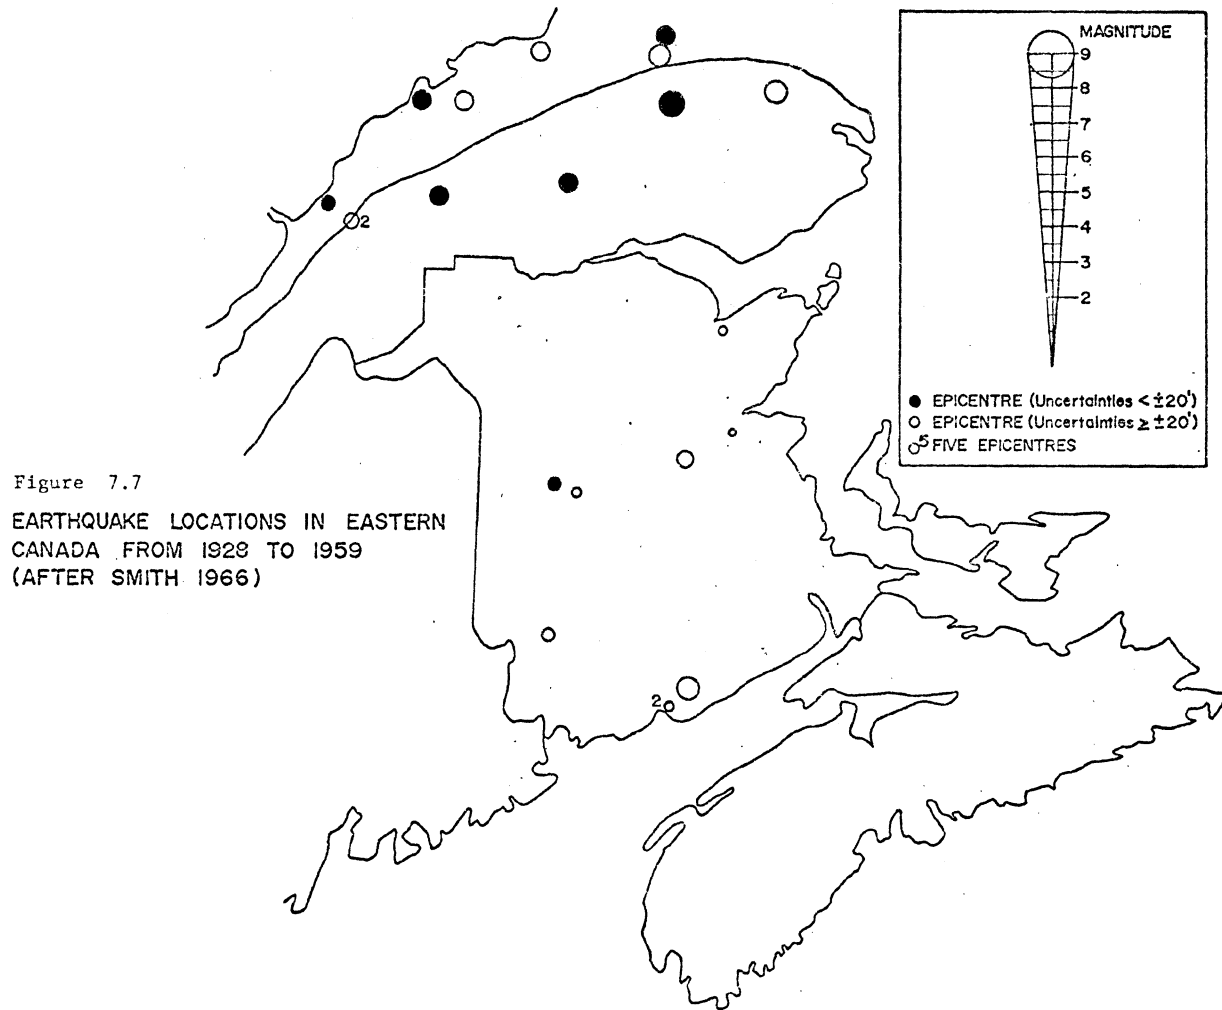 MAGNITUDE
9
8
7
6
5
4
3
2
EPICENTRE (Uncertainties < ±20')
EPICENTRE (Uncertainties ≥ ±20')
5 FIVE EPICENTRES
2
2
Figure 7.7
EARTHQUAKE LOCATIONS IN EASTERN
CANADA FROM 1928 TO 1959
(AFTER SMITH 1966)